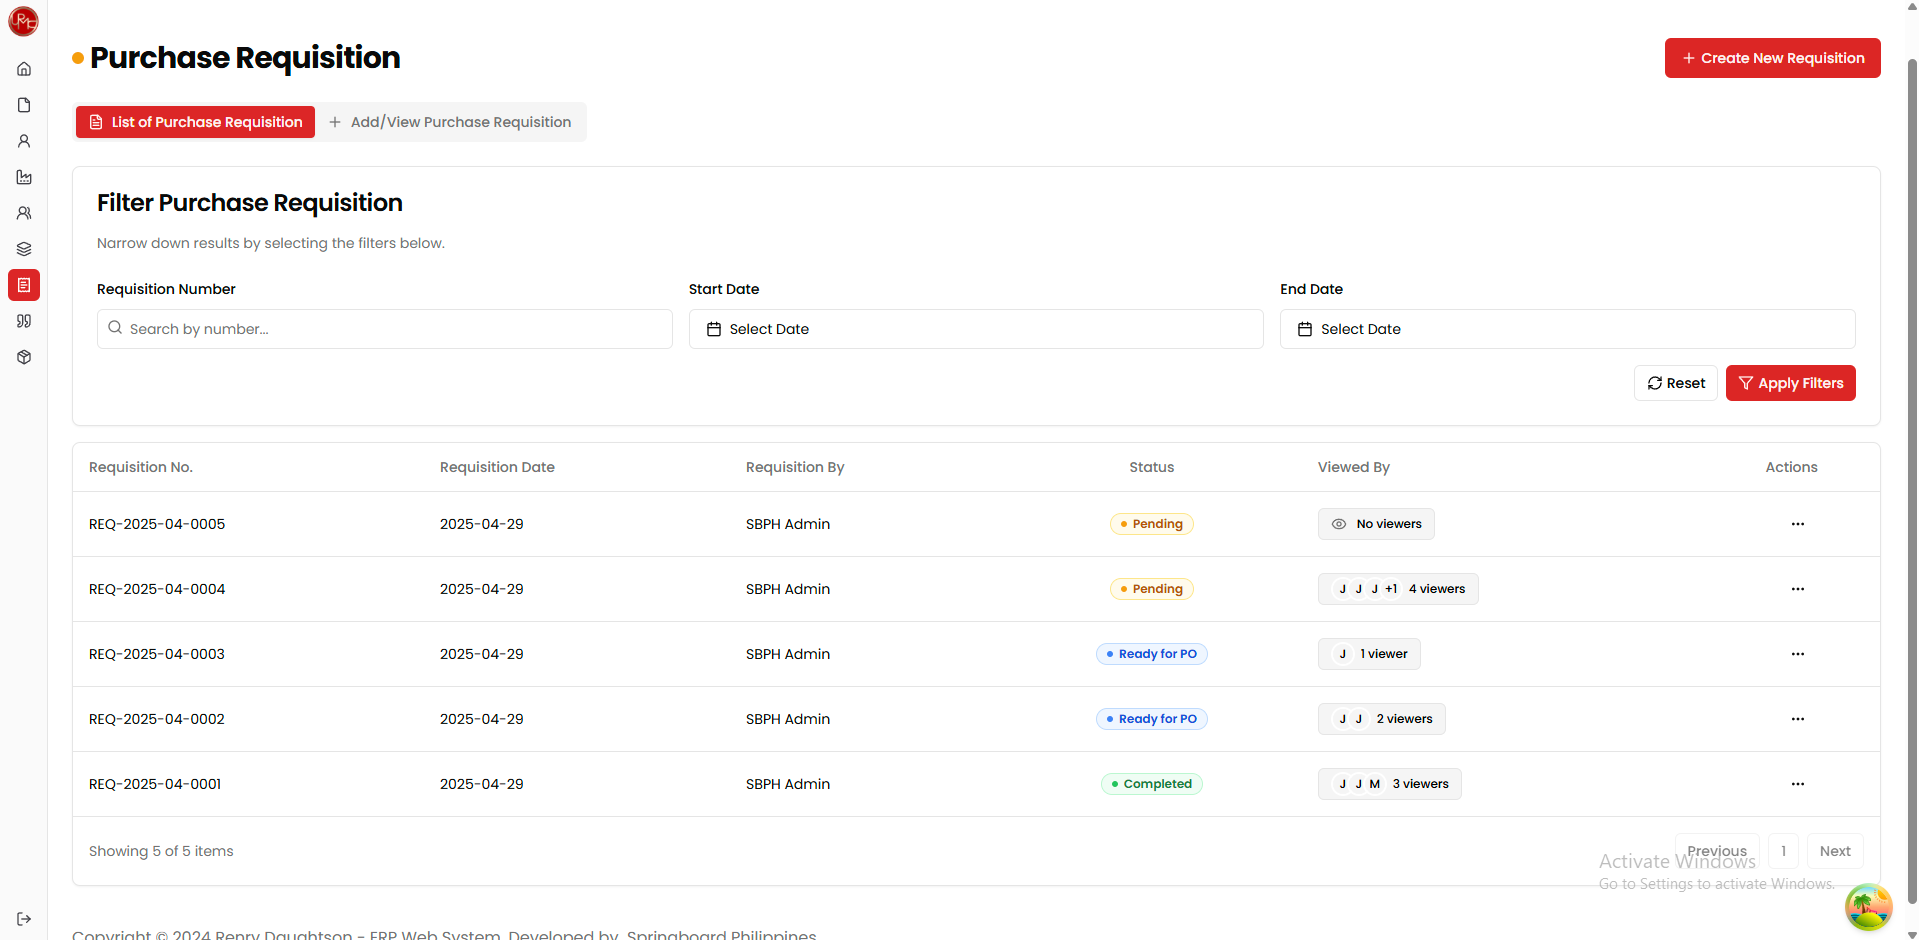 Purchase Requisition
+ Create New Requisition
List of Purchase Requisition
+ Add/View Purchase Requisition
Filter Purchase Requisition
Narrow down results by selecting the filters below.
Requisition Number
Start Date
End Date
Search by number...
Select Date
Select Date
Reset
Apply Filters
Requisition No. Requisition Date Requisition By Status Viewed By Actions
REQ-2025-04-0005 2025-04-29 SBPH Admin Pending No viewers
REQ-2025-04-0004 2025-04-29 SBPH Admin Pending J J J +1 4 viewers
REQ-2025-04-0003 2025-04-29 SBPH Admin Ready for PO J 1 viewer
REQ-2025-04-0002 2025-04-29 SBPH Admin Ready for PO J J 2 viewers
REQ-2025-04-0001 2025-04-29 SBPH Admin Completed J J M 3 viewers
Showing 5 of 5 items
Previous 1 Next
Activate Windows
Go to Settings to activate Windows.
Copyright © 2024 Renry Daughtson - ERP Web System. Developed by Springboard Philippines